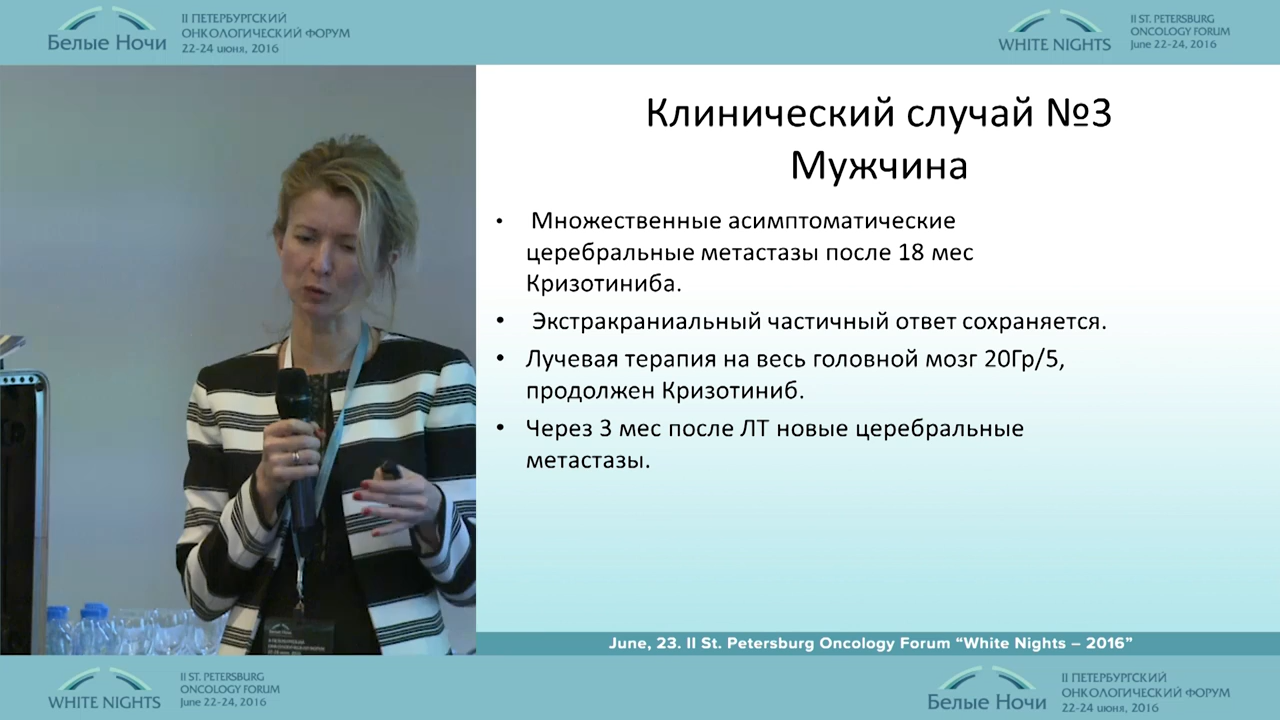 Белые Ночи
II ПЕТЕРБУРГСКИЙ
ОНКОЛОГИЧЕСКИЙ ФОРУМ
22-24 июня, 2016
WHITE NIGHTS
II ST. PETERSBURG
ONCOLOGY FORUM
June 22-24, 2016
Клинический случай №3
Мужчина
• Множественные асимптоматические
церебральные метастазы после 18 мес
Кризотиниба.
• Экстракраниальный частичный ответ сохраняется.
• Лучевая терапия на весь головной мозг 20Гр/5,
продолжен Кризотиниб.
• Через 3 мес после ЛТ новые церебральные
метастазы.
Белые Ночи
June, 23. II St. Petersburg Oncology Forum “White Nights – 2016”
WHITE NIGHTS
II ST. PETERSBURG
ONCOLOGY FORUM
June 22-24, 2016
Белые Ночи
II ПЕТЕРБУРГСКИЙ
ОНКОЛОГИЧЕСКИЙ ФОРУМ
22-24 июня, 2016